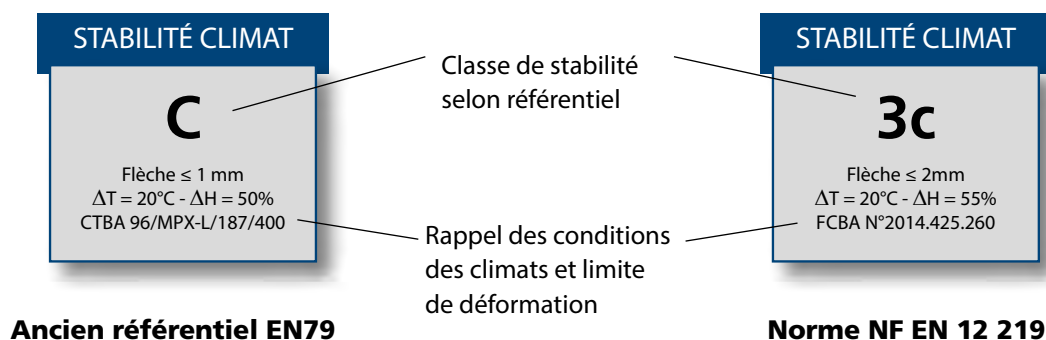 STABILITÉ CLIMAT
C
Flèche ≤ 1 mm
ΔT = 20°C - ΔH = 50%
CTBA 96/MPX-L/187/400
Ancien référentiel EN79
Classe de stabilité
selon référentiel
Rappel des conditions
des climats et limite
de déformation
STABILITÉ CLIMAT
3c
Flèche ≤ 2mm
ΔT = 20°C - ΔH = 55%
FCBA N°2014.425.260
Norme NF EN 12 219